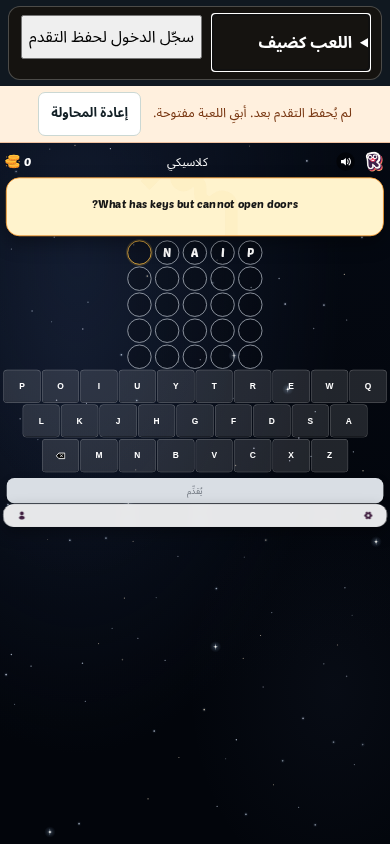 ◀ اللعب كضيف
سجّل الدخول لحفظ التقدم
لم يُحفظ التقدم بعد. أبقِ اللعبة مفتوحة.
إعادة المحاولة
كلاسيكي
0
?What has keys but cannot open doors
P I A N
Q W E R T Y U I O P
A S D F G H J K L
Z X C V B N M
يُقدِّم